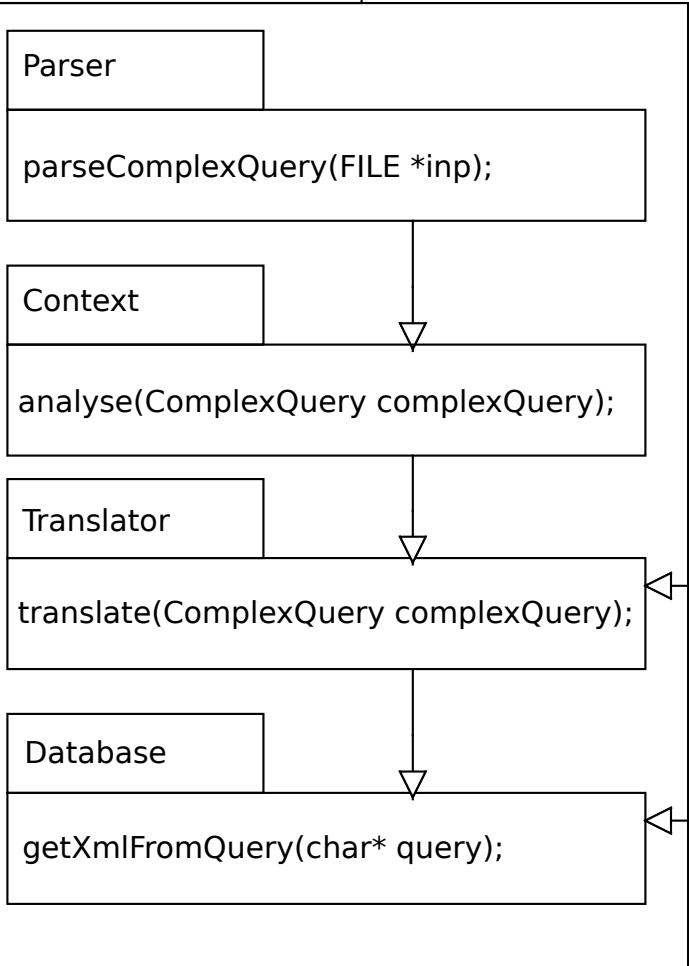 Parser
parseComplexQuery(FILE *inp);
Context
analyse(ComplexQuery complexQuery);
Translator
translate(ComplexQuery complexQuery);
Database
getXmlFromQuery(char* query);